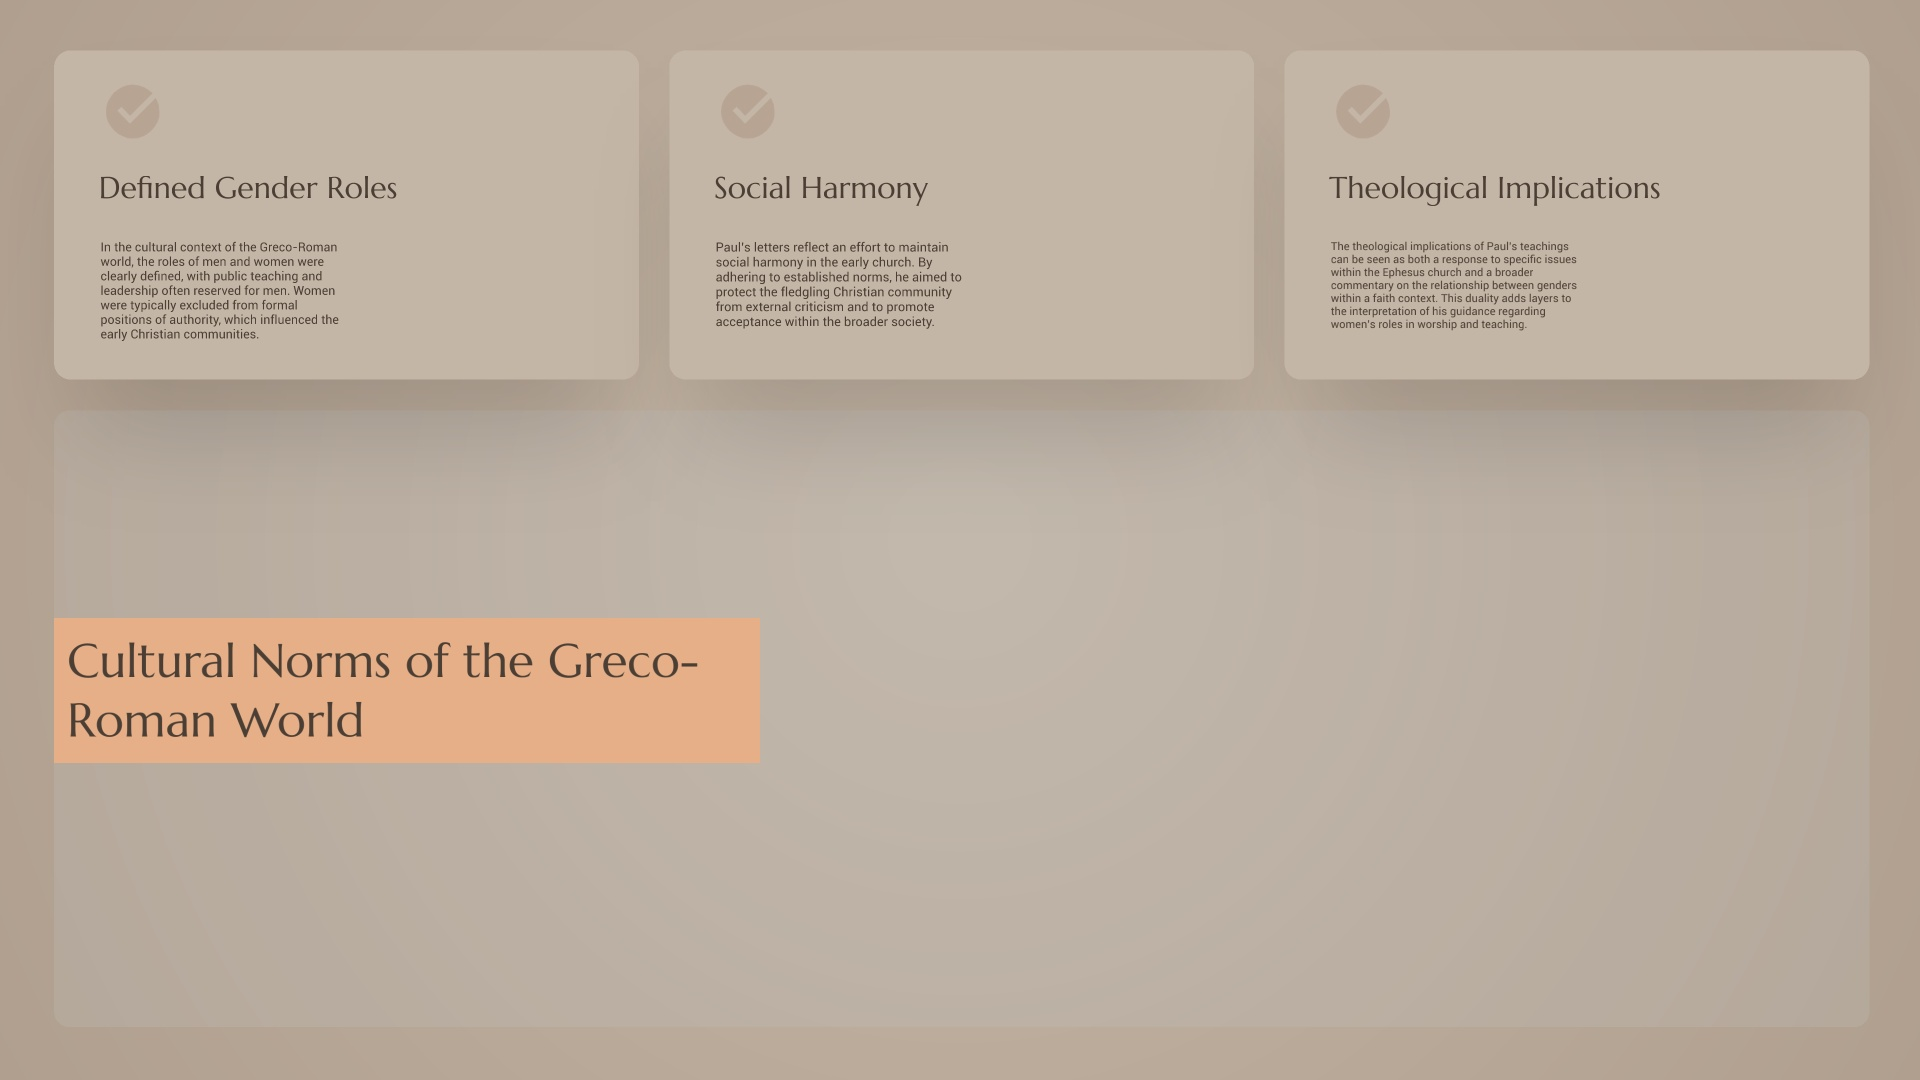 Defined Gender Roles
In the cultural context of the Greco-Roman
world, the roles of men and women were
clearly defined, with public teaching and
leadership often reserved for men. Women
were typically excluded from formal
positions of authority, which influenced the
early Christian communities.
Social Harmony
Paul's letters reflect an effort to maintain
social harmony in the early church. By
adhering to established norms, he aimed to
protect the fledgling Christian community
from external criticism and to promote
acceptance within the broader society.
Theological Implications
The theological implications of Paul's teachings
can be seen as both a response to specific issues
within the Ephesus church and a broader
commentary on the relationship between genders
within a faith context. This duality adds layers to
the interpretation of his guidance regarding
women's roles in worship and teaching.
Cultural Norms of the Greco-
Roman World